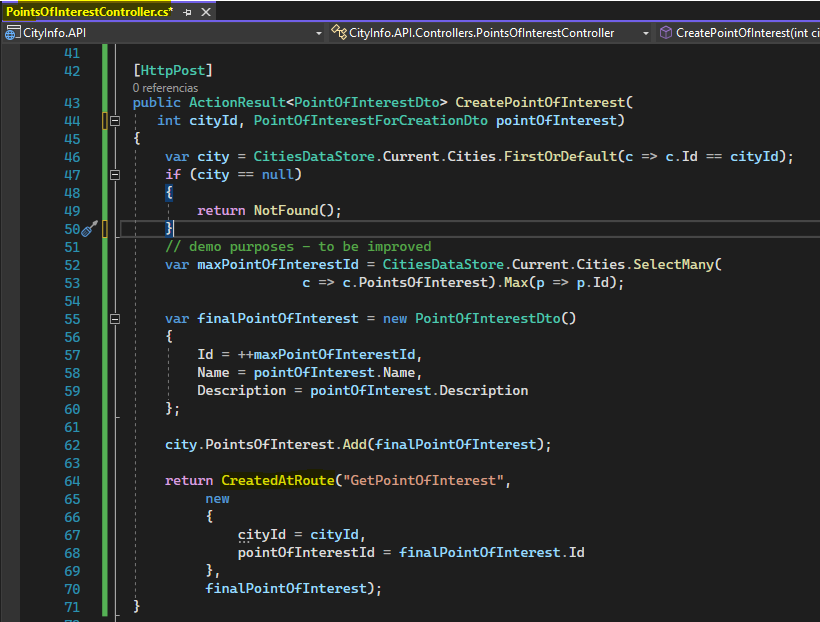 PointsOfInterestController.cs*
CityInfo.API CityInfo.API.Controllers.PointsOfInterestController CreatePointOfInterest(int ci
41
42 [HttpPost]
0 referencias
43 public ActionResult<PointOfInterestDto> CreatePointOfInterest(
44 int cityId, PointOfInterestForCreationDto pointOfInterest)
45 {
46 var city = CitiesDataStore.Current.Cities.FirstOrDefault(c => c.Id == cityId);
47 if (city == null)
48 {
49 return NotFound();
50 }
51 // demo purposes - to be improved
52 var maxPointOfInterestId = CitiesDataStore.Current.Cities.SelectMany(
53 c => c.PointsOfInterest).Max(p => p.Id);
54
55 var finalPointOfInterest = new PointOfInterestDto()
56 {
57 Id = ++maxPointOfInterestId,
58 Name = pointOfInterest.Name,
59 Description = pointOfInterest.Description
60 };
61
62 city.PointsOfInterest.Add(finalPointOfInterest);
63
64 return CreatedAtRoute("GetPointOfInterest",
65 new
66 {
67 cityId = cityId,
68 pointOfInterestId = finalPointOfInterest.Id
69 },
70 finalPointOfInterest);
71 }